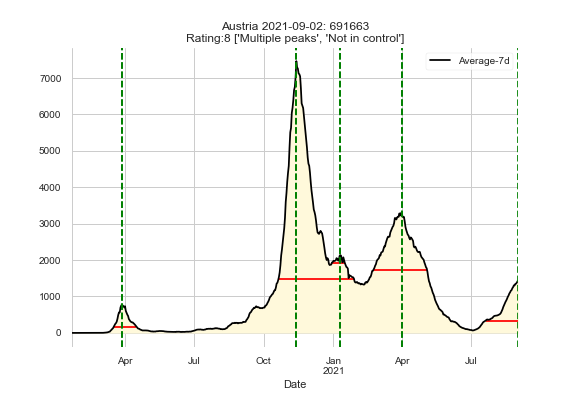 Austria 2021-09-02: 691663
Rating:8 ['Multiple peaks', 'Not in control']
Average-7d
7000
6000
5000
4000
3000
2000
1000
0
Apr Jul Oct Jan Apr Jul
2021
Date